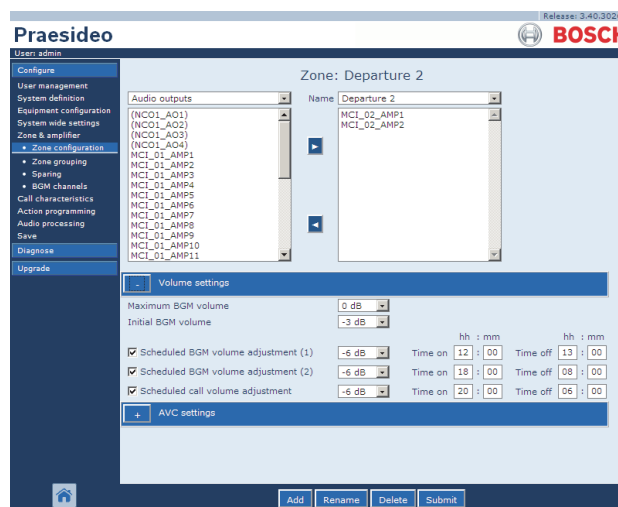 Release: 3.40.302
Praesideo
BOSCH
User: admin
Configure
User management
System definition
Equipment configuration
System wide settings
Zone & amplifier
• Zone configuration
• Zone grouping
• Sparing
• BGM channels
Call characteristics
Action programming
Audio processing
Save
Diagnose
Upgrade
Zone: Departure 2
Audio outputs
Name Departure 2
(NCO1_AO1)
(NCO1_AO2)
(NCO1_AO3)
(NCO1_AO4)
MCI_01_AMP1
MCI_01_AMP2
MCI_01_AMP3
MCI_01_AMP4
MCI_01_AMP5
MCI_01_AMP6
MCI_01_AMP7
MCI_01_AMP8
MCI_01_AMP9
MCI_01_AMP10
MCI_01_AMP11
MCI_02_AMP1
MCI_02_AMP2
- Volume settings
Maximum BGM volume 0 dB
Initial BGM volume -3 dB
hh : mm hh : mm
Scheduled BGM volume adjustment (1) -6 dB Time on 12 : 00 Time off 13 : 00
Scheduled BGM volume adjustment (2) -6 dB Time on 18 : 00 Time off 08 : 00
Scheduled call volume adjustment -6 dB Time on 20 : 00 Time off 06 : 00
+ AVC settings
Add Rename Delete Submit